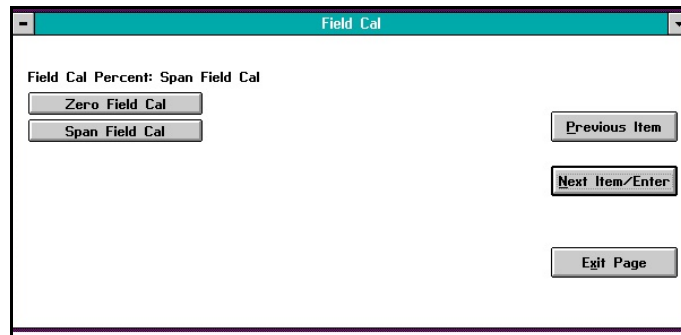 Field Cal
Field Cal Percent: Span Field Cal
Zero Field Cal
Span Field Cal
Previous Item
Next Item/Enter
Exit Page